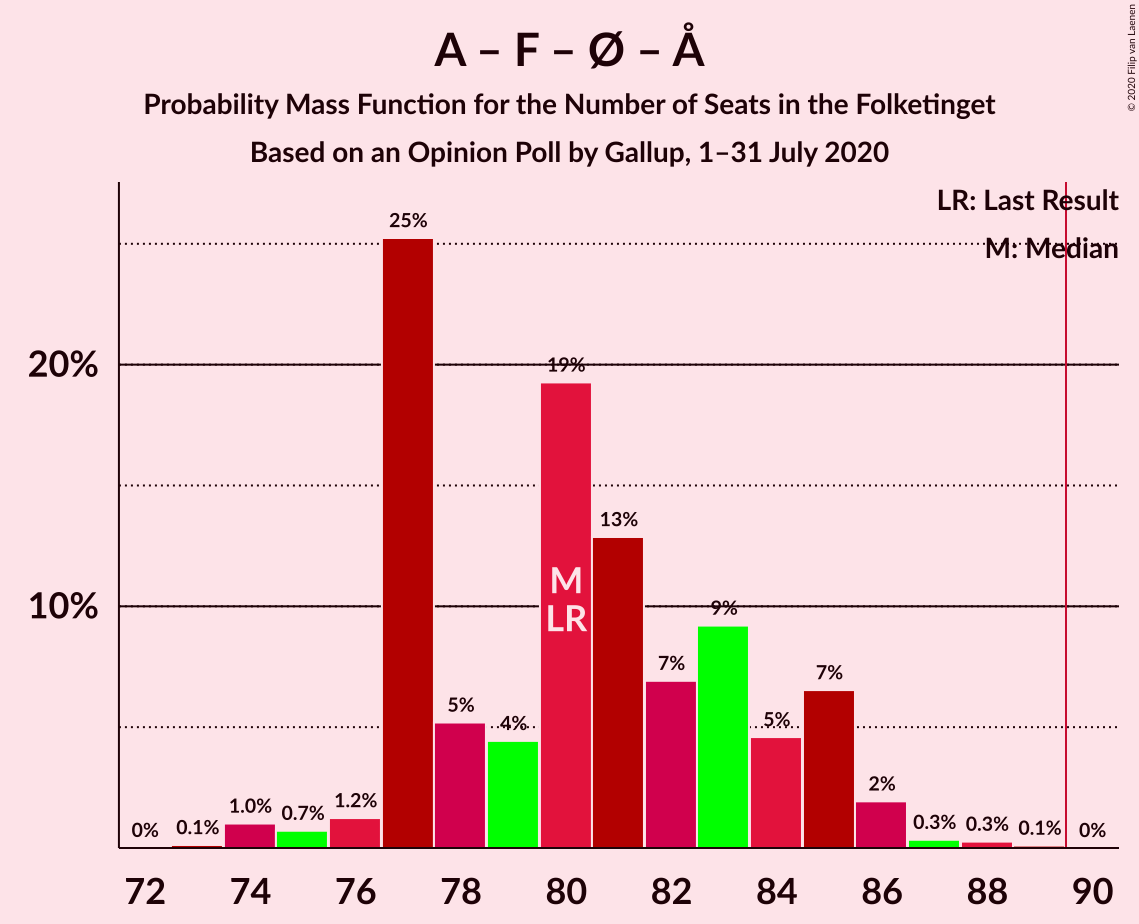 A – F – Ø – Å
Probability Mass Function for the Number of Seats in the Folketinget
Based on an Opinion Poll by Gallup, 1–31 July 2020
© 2020 Filip van Laenen
LR: Last Result
M: Median
20%
10%
0%
0.1%
1.0%
0.7%
1.2%
25%
5%
4%
19%
13%
7%
9%
5%
7%
2%
0.3%
0.3%
0.1%
0%
M
LR
72 74 76 78 80 82 84 86 88 90